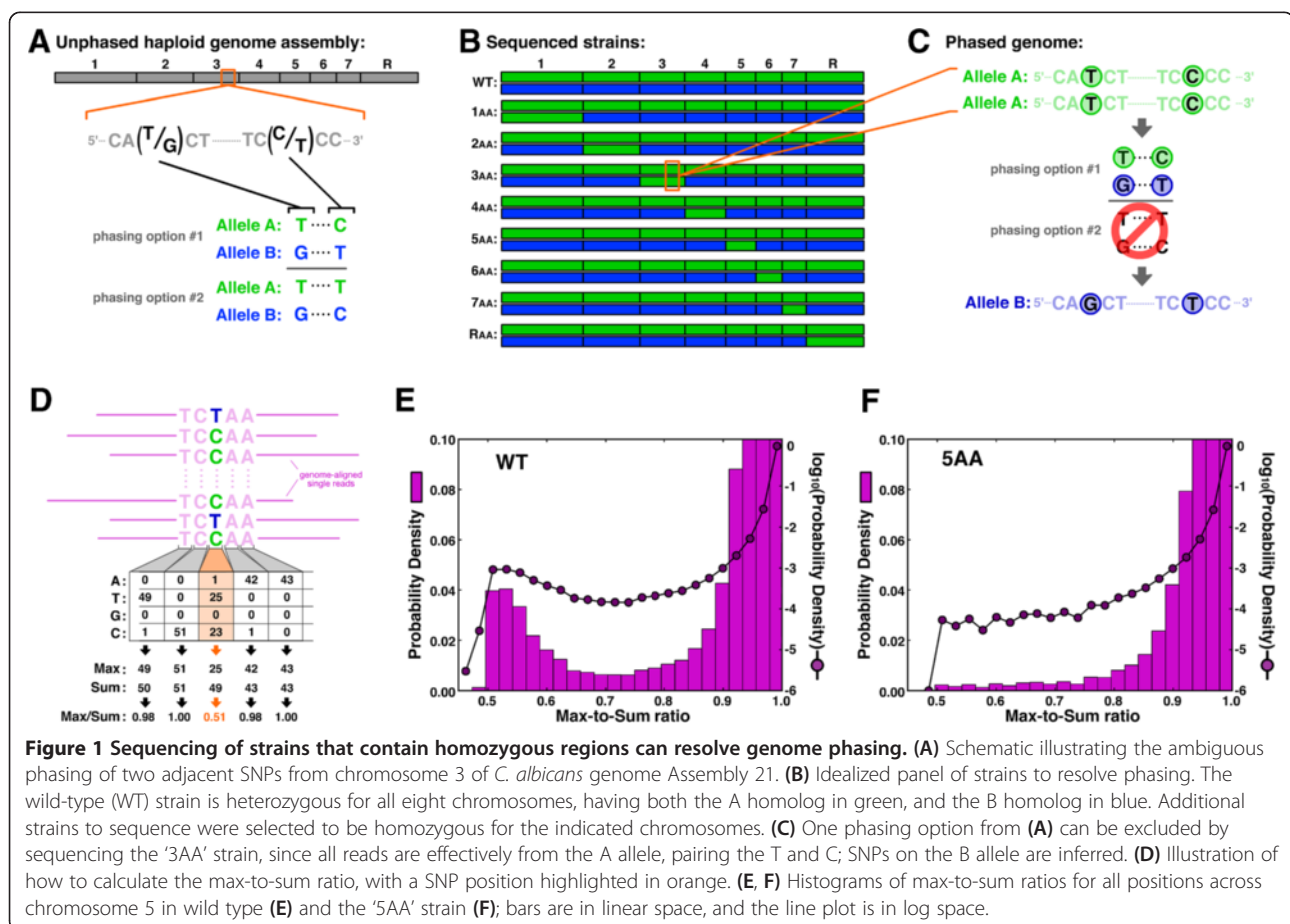 A Unphased haploid genome assembly:
1 2 3 4 5 6 7 R
5'-CA(T/G)CT—TC(C/T)CC-3'
phasing option #1
Allele A: T ···· C
Allele B: G ···· T
phasing option #2
Allele A: T ···· T
Allele B: G ···· C
B Sequenced strains:
1 2 3 4 5 6 7 R
WT:
1AA:
2AA:
3AA:
4AA:
5AA:
6AA:
7AA:
RAA:
C Phased genome:
Allele A: 5'-CATCT—TCCCC-3'
Allele A: 5'-CATCT—TCCCC-3'
phasing option #1
T ···· C
G ···· T
phasing option #2
T ···· T
G ···· C
Allele B: 5'-CAGCT—TCTCC-3'
D
TCTAA
TCCAA
TCCAA
genome-aligned
single reads
TCCAA
TCTAA
TCCAA
A: 0 0 1 42 43
T: 49 0 25 0 0
G: 0 0 0 0 0
C: 1 51 23 1 0
Max: 49 51 25 42 43
Sum: 50 51 49 43 43
Max/Sum: 0.98 1.00 0.51 0.98 1.00
E
WT
Probability Density
0.10
0.08
0.06
0.04
0.02
0.00
0.5 0.6 0.7 0.8 0.9 1.0
Max-to-Sum ratio
0
-1
-2
-3
-4
-5
-6
log10(Probability Density)
F
5AA
Probability Density
0.10
0.08
0.06
0.04
0.02
0.00
0.5 0.6 0.7 0.8 0.9 1.0
Max-to-Sum ratio
0
-1
-2
-3
-4
-5
-6
log10(Probability Density)
Figure 1 Sequencing of strains that contain homozygous regions can resolve genome phasing. (A) Schematic illustrating the ambiguous
phasing of two adjacent SNPs from chromosome 3 of C. albicans genome Assembly 21. (B) Idealized panel of strains to resolve phasing. The
wild-type (WT) strain is heterozygous for all eight chromosomes, having both the A homolog in green, and the B homolog in blue. Additional
strains to sequence were selected to be homozygous for the indicated chromosomes. (C) One phasing option from (A) can be excluded by
sequencing the '3AA' strain, since all reads are effectively from the A allele, pairing the T and C; SNPs on the B allele are inferred. (D) Illustration of
how to calculate the max-to-sum ratio, with a SNP position highlighted in orange. (E, F) Histograms of max-to-sum ratios for all positions across
chromosome 5 in wild type (E) and the '5AA' strain (F); bars are in linear space, and the line plot is in log space.